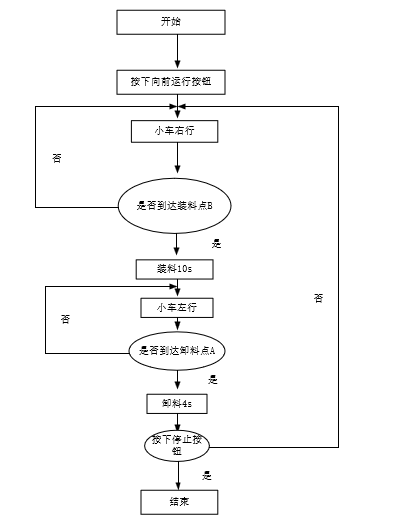 开始
按下向前运行按钮
小车右行
否
是否到达装料点B
是
装料10s
否
小车左行
否
是否到达卸料点A
是
卸料4s
按下停止按
钮
是
结束